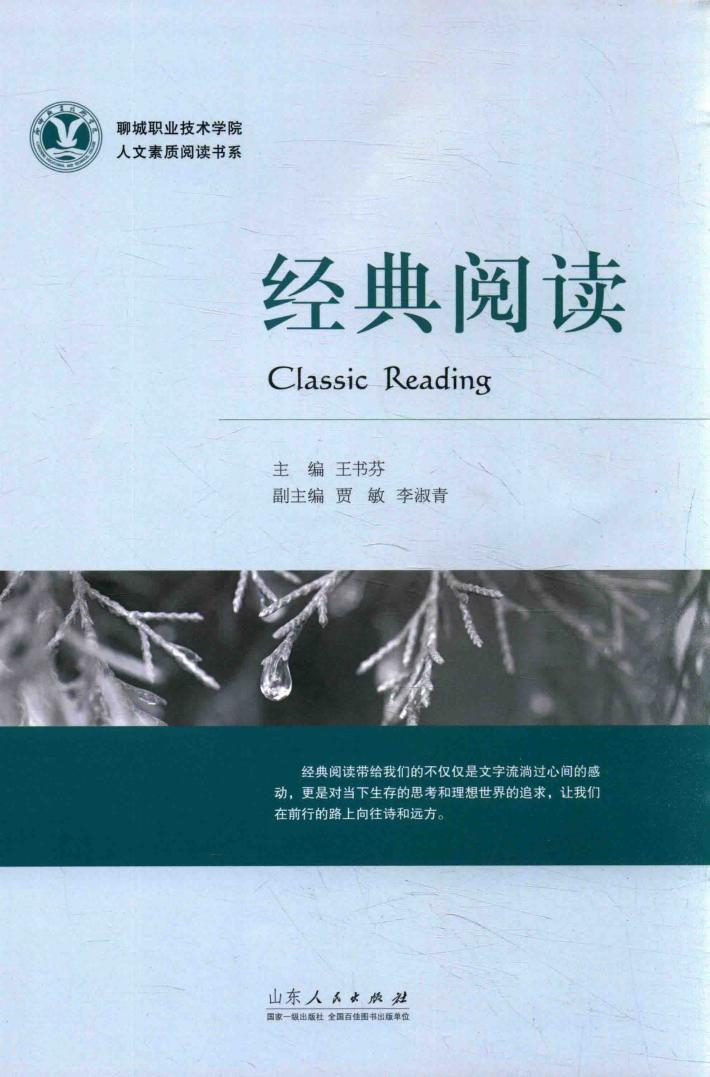 聊城职业技术学院
人文素质阅读书系
经典阅读
Classic Reading
主 编 王书芬
副主编 贾 敏 李淑青
经典阅读带给我们的不仅仅是文字流淌过心间的感
动，更是对当下生存的思考和理想世界的追求，让我们
在前行的路上向往诗和远方。
山东人民出版社
国家一级出版社 全国百佳图书出版单位